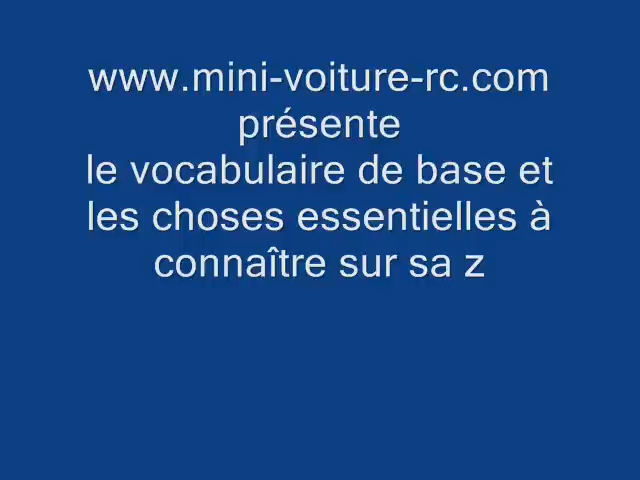 www.mini-voiture-rc.com
présente
le vocabulaire de base et
les choses essentielles à
connaître sur sa z